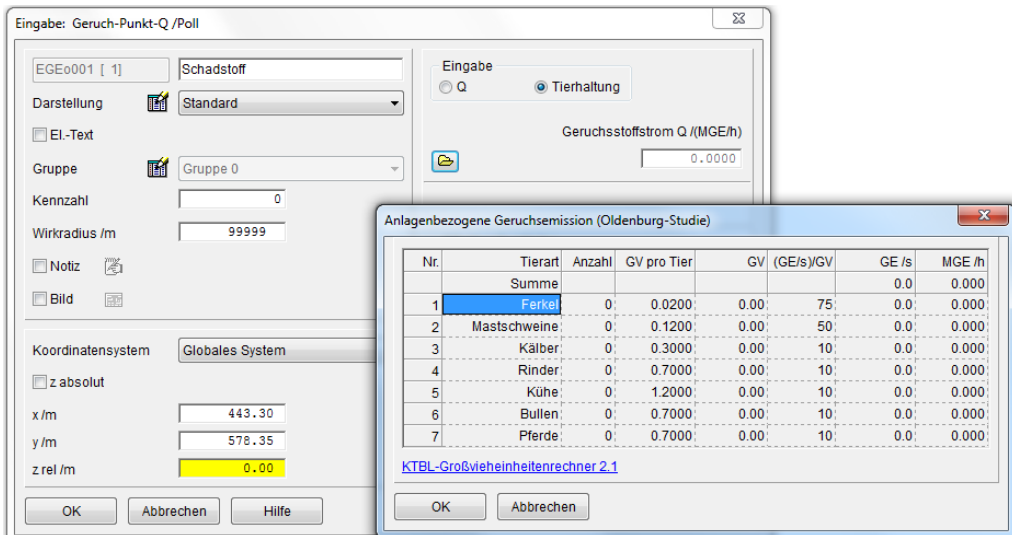 Eingabe: Geruch-Punkt-Q /Poll
EGEo001 [ 1] Schadstoff
Darstellung Standard
El.-Text
Gruppe Gruppe 0
Kennzahl 0
Wirkradius /m 99999
Notiz
Bild
Eingabe
Q Tierhaltung
Geruchsstoffstrom Q /(MGE/h)
0.0000
Koordinatensystem Globales System
z absolut
x /m 443.30
y /m 578.35
z rel /m 0.00
OK Abbrechen Hilfe
Anlagenbezogene Geruchsemission (Oldenburg-Studie)
Nr. Tierart Anzahl GV pro Tier GV (GE/s)/GV GE /s MGE /h
Summe 0.0 0.000
1 Ferkel 0 0.0200 0.00 75 0.0 0.000
2 Mastschweine 0 0.1200 0.00 50 0.0 0.000
3 Kälber 0 0.3000 0.00 10 0.0 0.000
4 Rinder 0 0.7000 0.00 10 0.0 0.000
5 Kühe 0 1.2000 0.00 10 0.0 0.000
6 Bullen 0 0.7000 0.00 10 0.0 0.000
7 Pferde 0 0.7000 0.00 10 0.0 0.000
KTBL-Großvieheinheitenrechner 2.1
OK Abbrechen